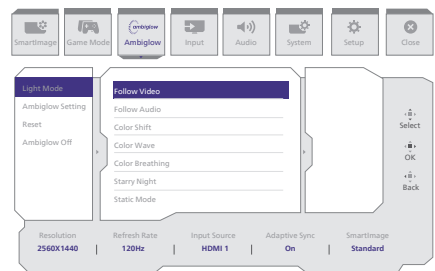 ambiglow
SmartImage
Game Mode
Ambiglow
Input
Audio
System
Setup
Close
Light Mode
Ambiglow Setting
Reset
Ambiglow Off
Follow Video
Follow Audio
Color Shift
Color Wave
Color Breathing
Starry Night
Static Mode
Select
OK
Back
Resolution
2560X1440
Refresh Rate
120Hz
Input Source
HDMI 1
Adaptive Sync
On
SmartImage
Standard